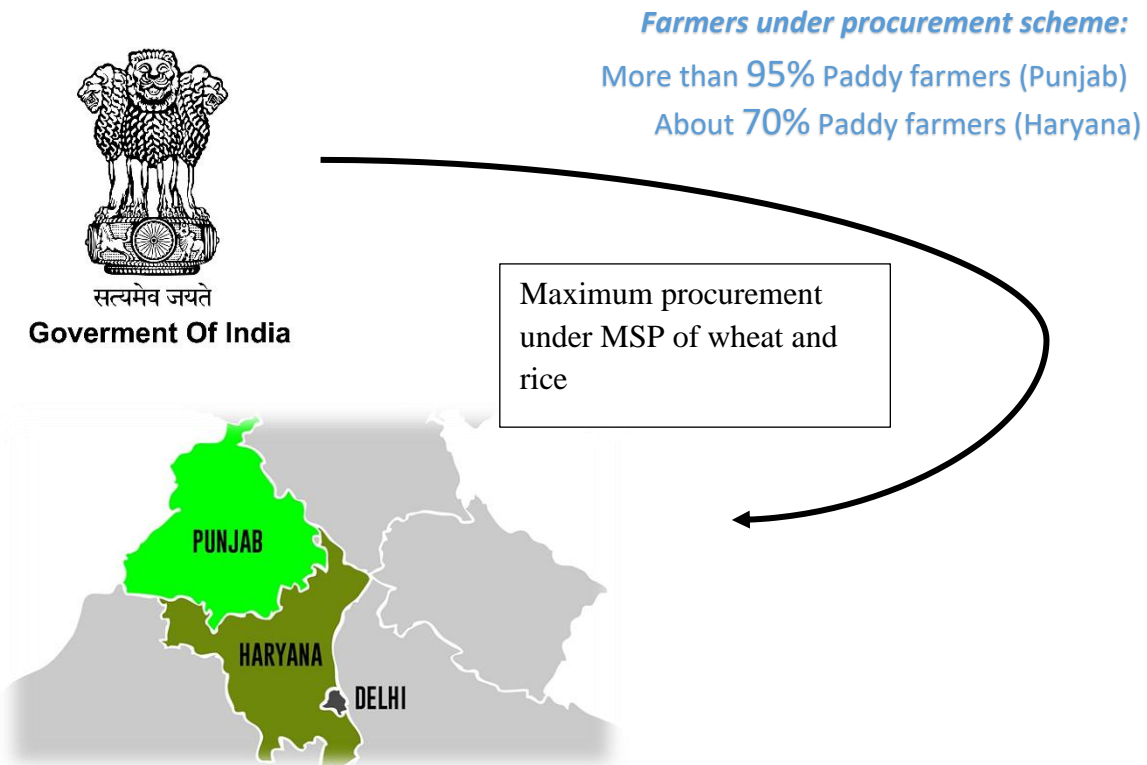 Farmers under procurement scheme:
More than 95% Paddy farmers (Punjab)
About 70% Paddy farmers (Haryana)
सत्यमेव जयते
Goverment Of India
Maximum procurement
under MSP of wheat and
rice
PUNJAB
HARYANA
DELHI